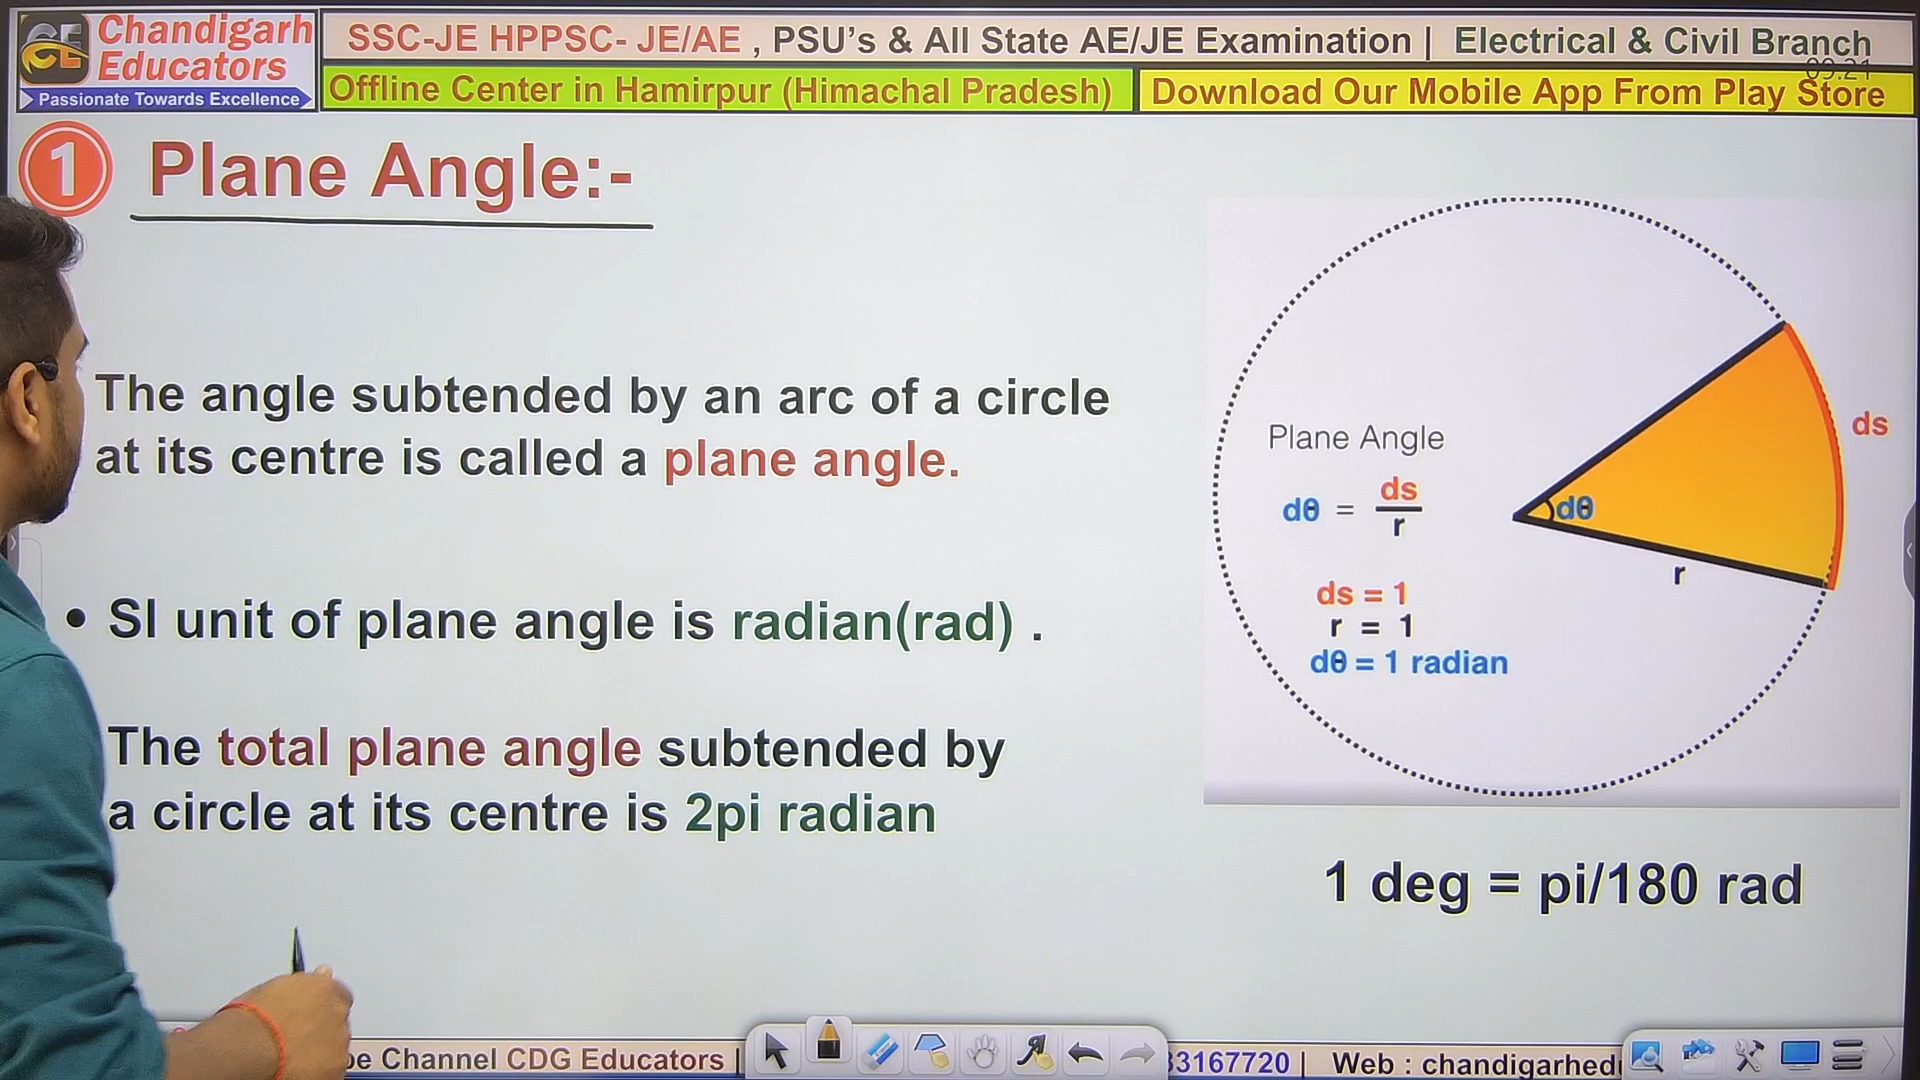 Chandigarh
Educators
Passionate Towards Excellence
SSC-JE HPPSC- JE/AE , PSU's & All State AE/JE Examination | Electrical & Civil Branch
09:21
Offline Center in Hamirpur (Himachal Pradesh)
Download Our Mobile App From Play Store
1 Plane Angle:-
The angle subtended by an arc of a circle
at its centre is called a plane angle.
• SI unit of plane angle is radian(rad) .
The total plane angle subtended by
a circle at its centre is 2pi radian
Plane Angle
dθ = ds/r
ds = 1
r = 1
dθ = 1 radian
dθ
r
ds
1 deg = pi/180 rad
Channel CDG Educators |
33167720 | Web : chandigarhed